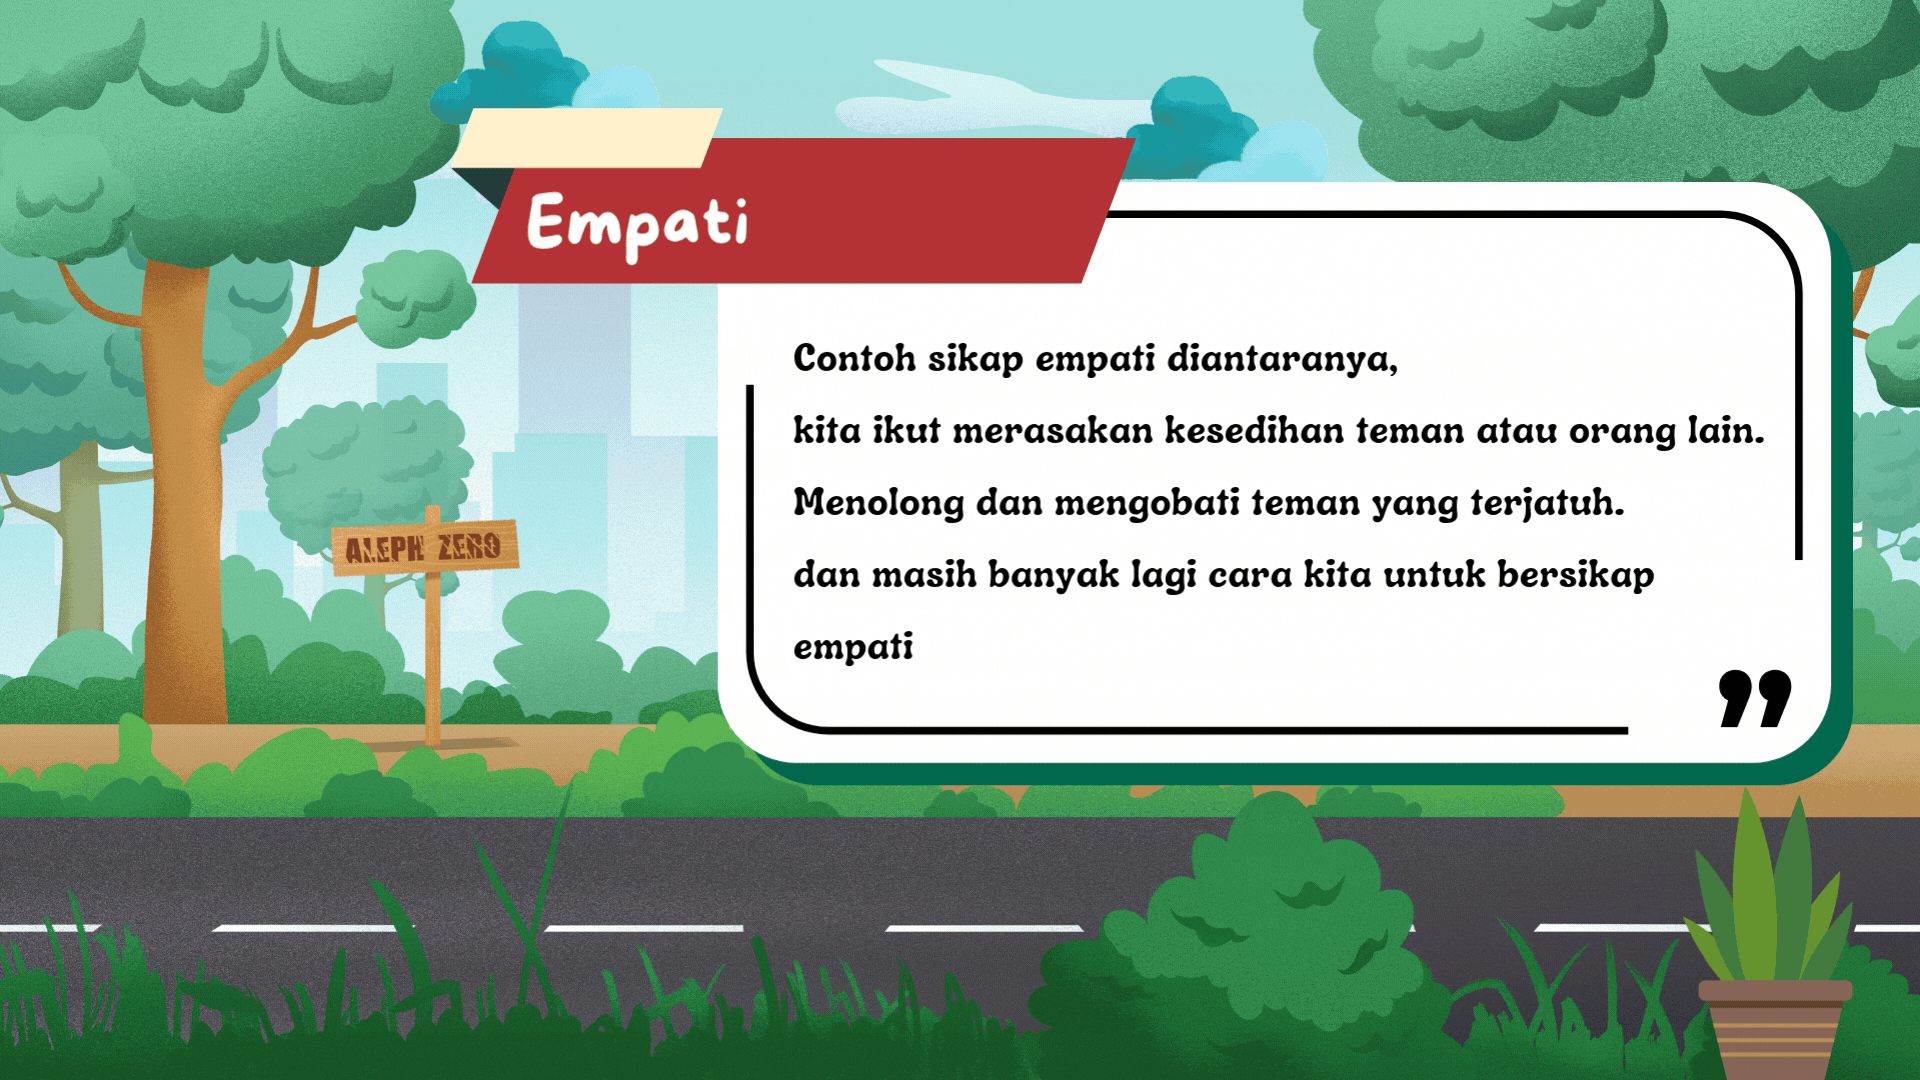 Empati
Contoh sikap empati diantaranya,
kita ikut merasakan kesedihan teman atau orang lain.
Menolong dan mengobati teman yang terjatuh.
dan masih banyak lagi cara kita untuk bersikap
empati
ALEPH ZERO